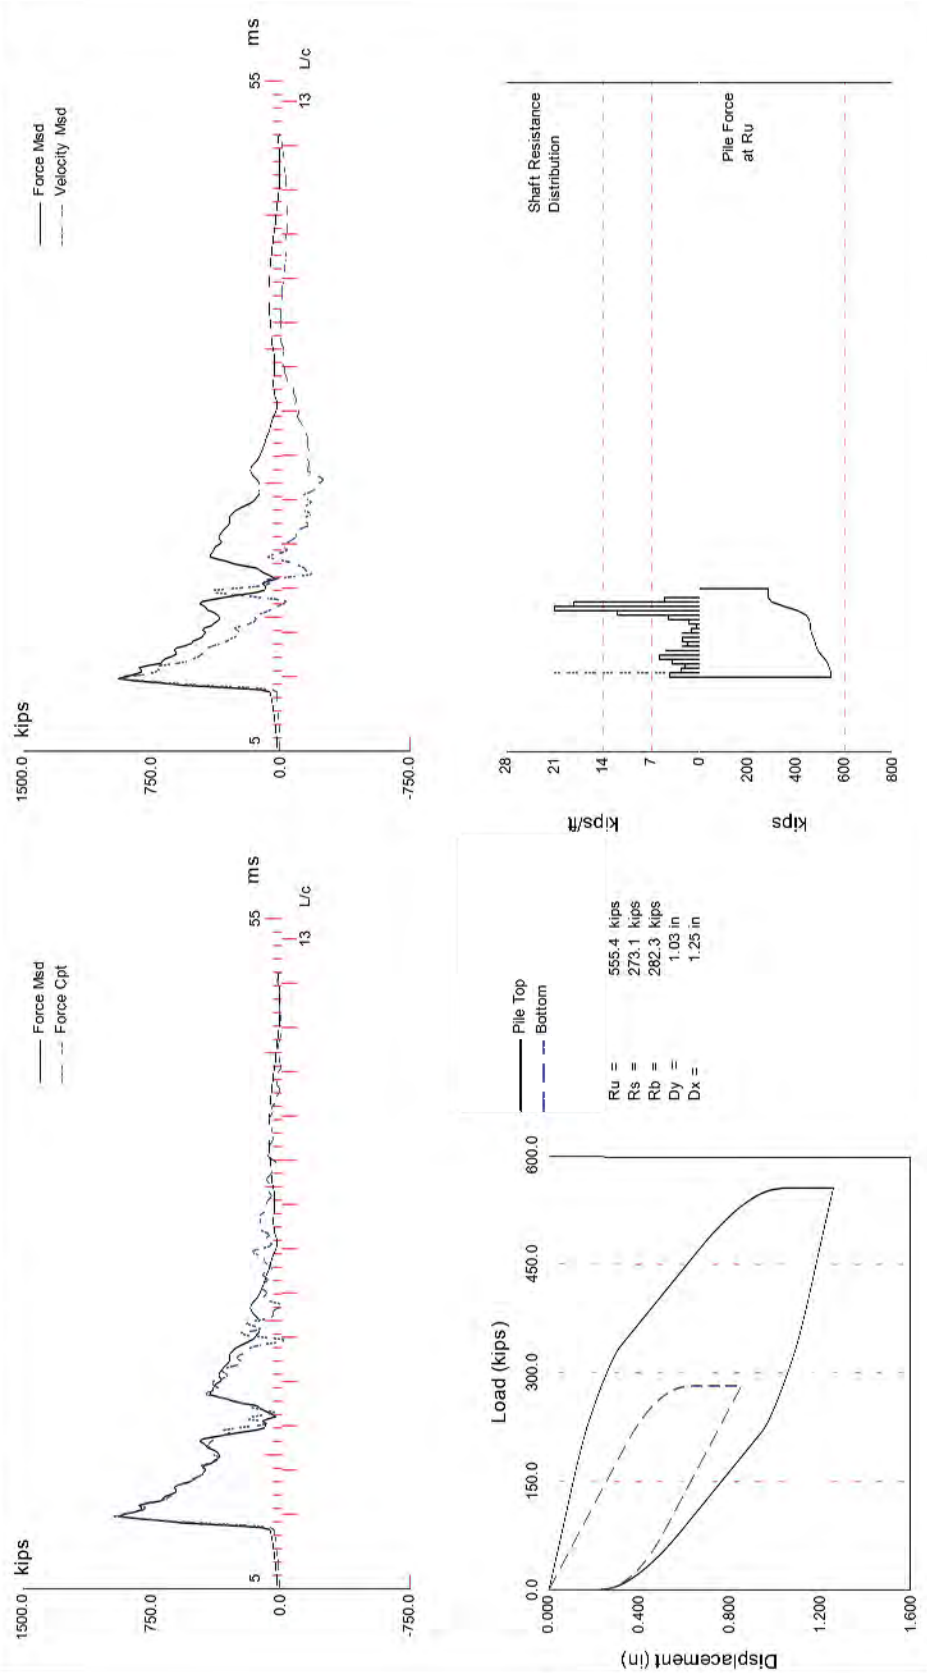 kips
1500.0
750.0
0.0
-750.0
5
55
ms
13
L/c
Force Msd
Force Cpt
kips
1500.0
750.0
0.0
-750.0
5
55
ms
13
L/c
Force Msd
Velocity Msd
Load (kips)
0.0
150.0
300.0
450.0
600.0
0.000
0.400
0.800
1.200
1.600
Displacement (in)
Pile Top
Bottom
Ru = 555.4 kips
Rs = 273.1 kips
Rb = 282.3 kips
Dy = 1.03 in
Dx = 1.25 in
kips/ft
28
21
14
7
0
200
400
600
800
kips
Shaft Resistance
Distribution
Pile Force
at Ru